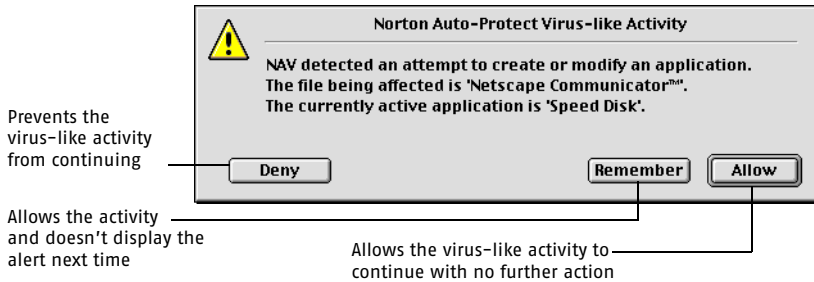 Norton Auto-Protect Virus-like Activity
NAV detected an attempt to create or modify an application.
The file being affected is 'Netscape Communicator™'.
The currently active application is 'Speed Disk'.
Prevents the
virus-like activity
from continuing
Deny
Remember
Allow
Allows the activity
and doesn't display the
alert next time
Allows the virus-like activity to
continue with no further action